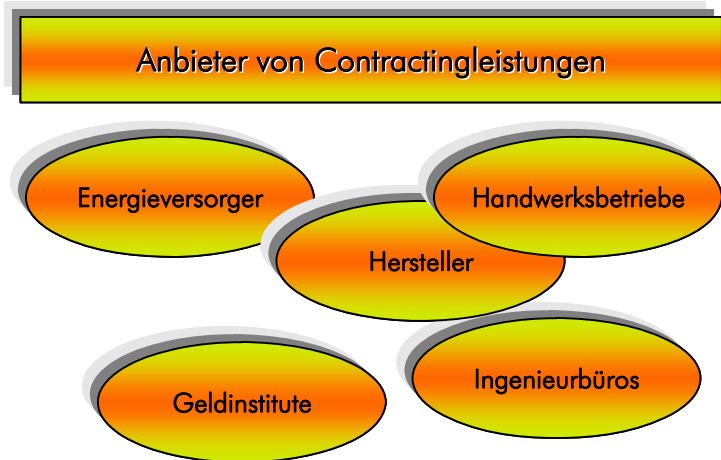 Anbieter von Contractingleistungen
Energieversorger
Handwerksbetriebe
Hersteller
Ingenieurbüros
Geldinstitute